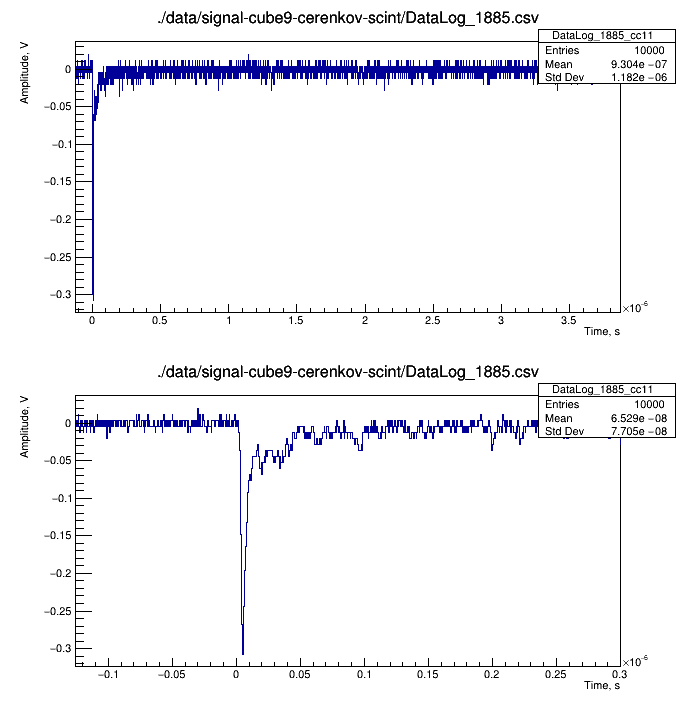 ./data/signal-cube9-cerenkov-scint/DataLog_1885.csv
DataLog_1885_cc11
Entries 10000
Mean 9.304e−07
Std Dev 1.182e−06
Amplitude, V
0
−0.05
−0.1
−0.15
−0.2
−0.25
−0.3
0 0.5 1 1.5 2 2.5 3 3.5
×10⁻⁶
Time, s
./data/signal-cube9-cerenkov-scint/DataLog_1885.csv
DataLog_1885_cc11
Entries 10000
Mean 6.529e−08
Std Dev 7.705e−08
Amplitude, V
0
−0.05
−0.1
−0.15
−0.2
−0.25
−0.3
−0.1 −0.05 0 0.05 0.1 0.15 0.2 0.25 0.3
×10⁻⁶
Time, s